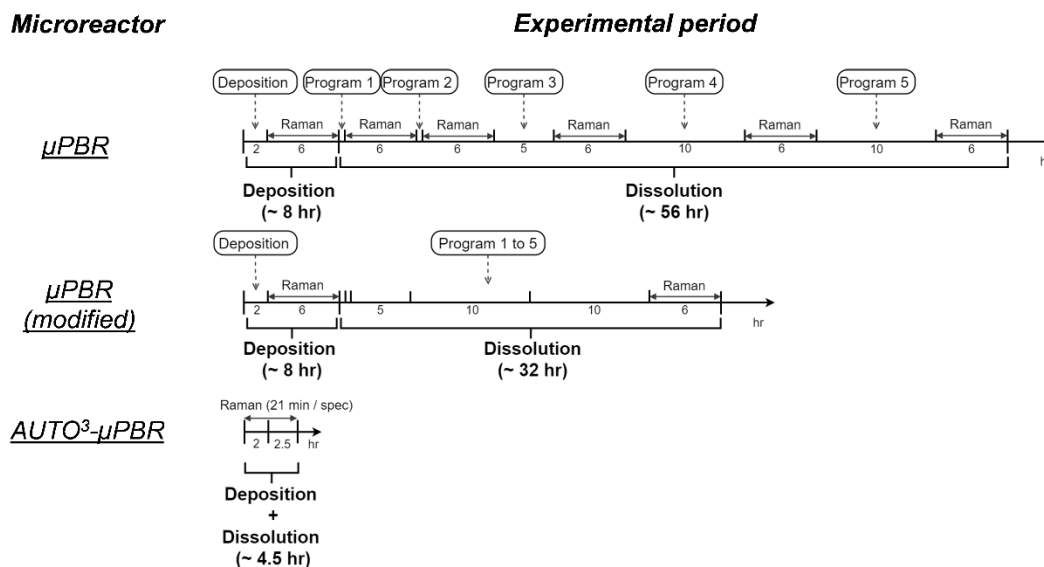 Microreactor
Experimental period
Deposition
Program 1
Program 2
Program 3
Program 4
Program 5
Raman
Raman
Raman
Raman
Raman
Raman
µPBR
2
6
6
6
5
6
10
6
10
6
h
Deposition
(~ 8 hr)
Dissolution
(~ 56 hr)
Deposition
Program 1 to 5
Raman
Raman
µPBR
(modified)
2
6
5
10
10
6
hr
Deposition
(~ 8 hr)
Dissolution
(~ 32 hr)
Raman (21 min / spec)
AUTO³-µPBR
2
2.5
hr
Deposition
+
Dissolution
(~ 4.5 hr)